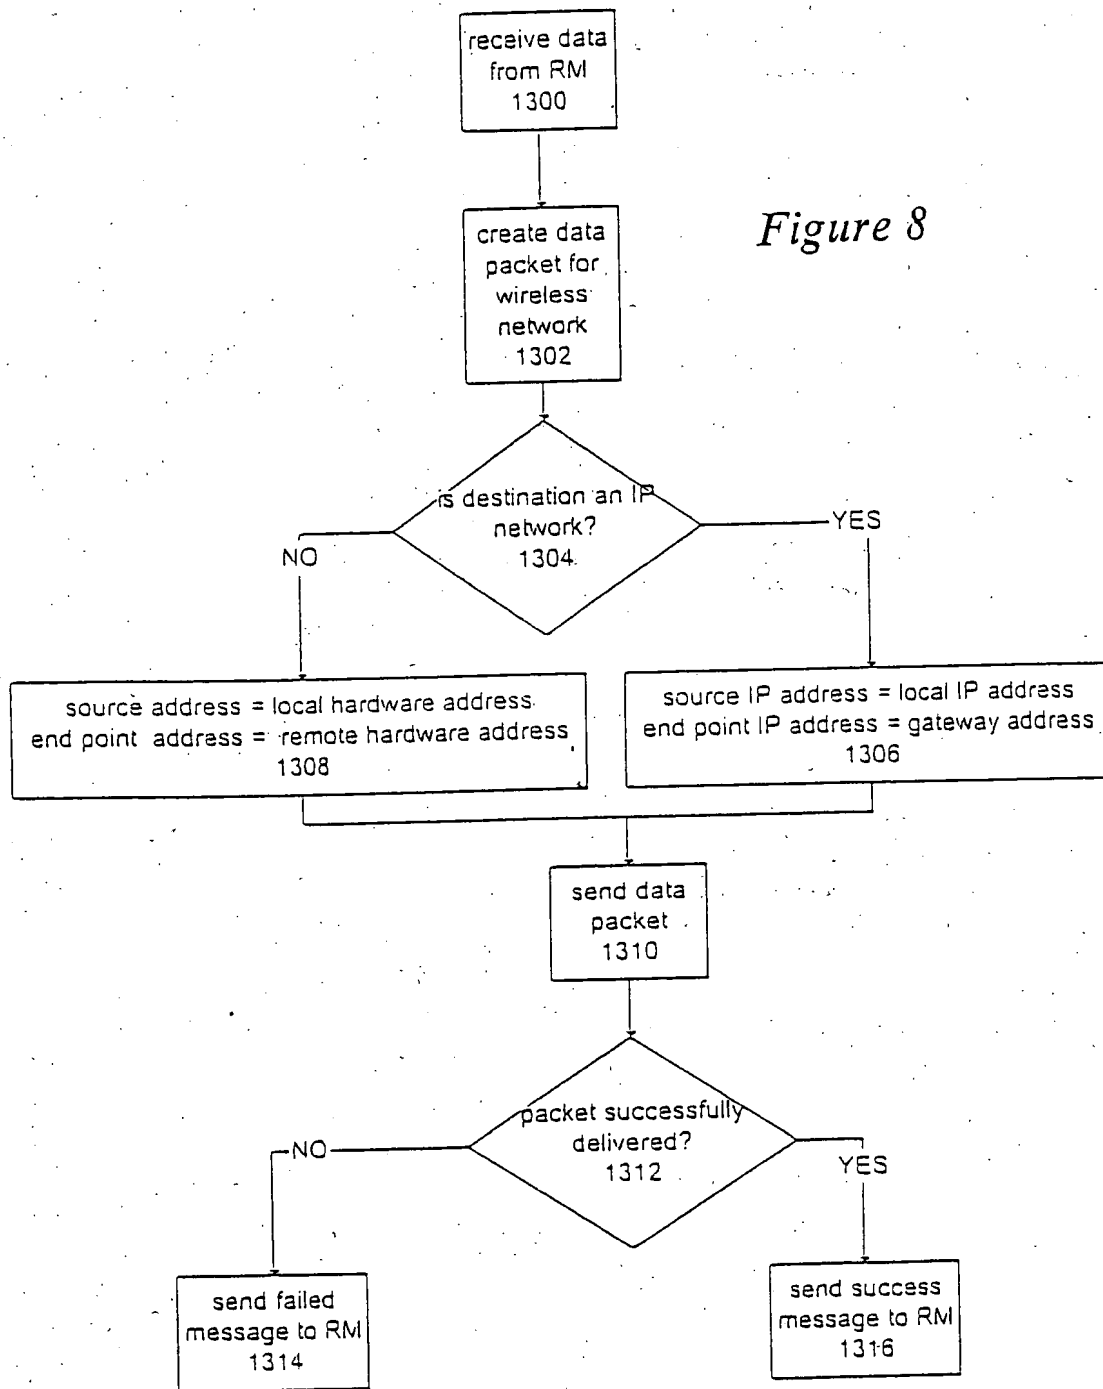 receive data
from RM
1300
Figure 8
create data
packet for
wireless
network
1302
is destination an IP
network?
1304
NO
YES
source address = local hardware address
end point address = remote hardware address
1308
source IP address = local IP address
end point IP address = gateway address
1306
send data
packet
1310
packet successfully
delivered?
1312
NO
YES
send failed
message to RM
1314
send success
message to RM
1316